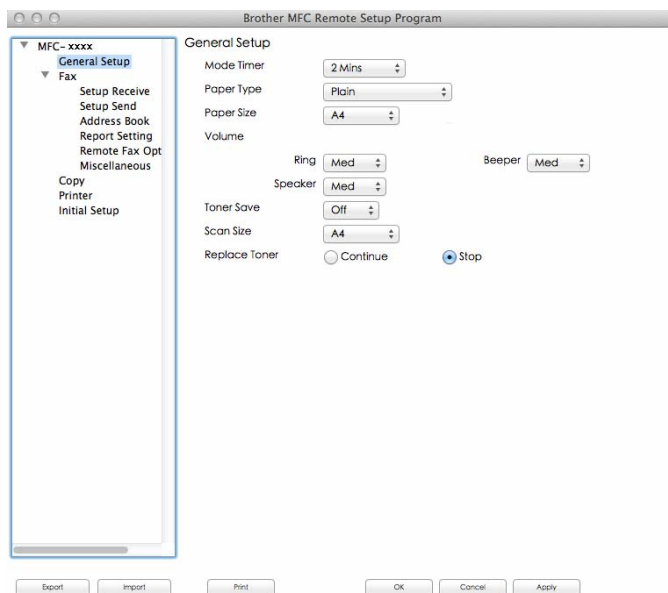 Brother MFC Remote Setup Program
MFC- xxxx
General Setup
Fax
Setup Receive
Setup Send
Address Book
Report Setting
Remote Fax Opt
Miscellaneous
Copy
Printer
Initial Setup
General Setup
Mode Timer 2 Mins
Paper Type Plain
Paper Size A4
Volume
Ring Med Beeper Med
Speaker Med
Toner Save Off
Scan Size A4
Replace Toner Continue Stop
Export Import Print OK Cancel Apply